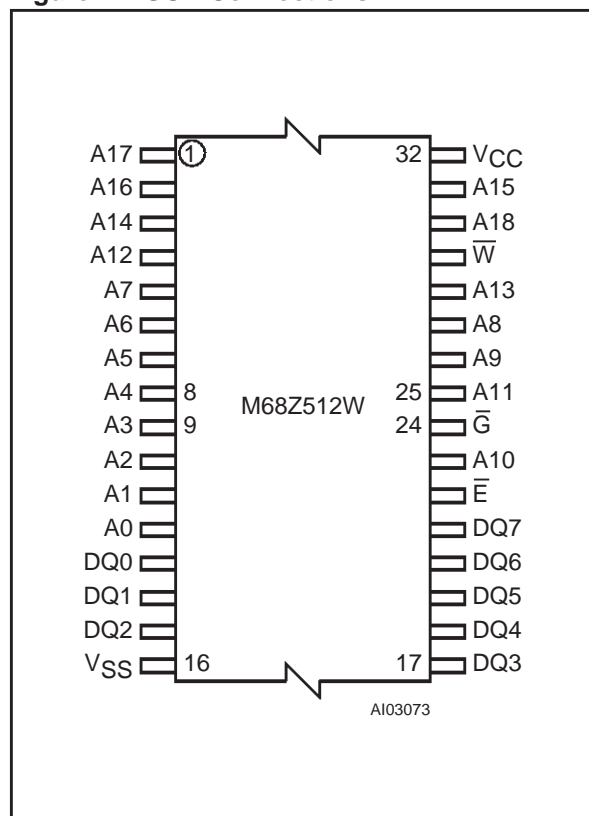 A17 1 32 VCC
A16 A15
A14 A18
A12 W̅
A7 A13
A6 A8
A5 A9
A4 8 25 A11
M68Z512W
A3 9 24 G̅
A2 A10
A1 E̅
A0 DQ7
DQ0 DQ6
DQ1 DQ5
DQ2 DQ4
VSS 16 17 DQ3
AI03073